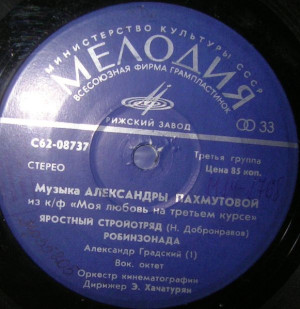 МИНИСТЕРСТВО КУЛЬТУРЫ СССР
МЕЛОДИЯ
ВСЕСОЮЗНАЯ ФИРМА ГРАМПЛАСТИНОК
РИЖСКИЙ ЗАВОД
33
С62-08737
Третья группа
СТЕРЕО
Цена 85 коп.
Музыка АЛЕКСАНДРЫ ПАХМУТОВОЙ
из к/ф «Моя любовь на третьем курсе»
ЯРОСТНЫЙ СТРОЙОТРЯД (Н. Добронравов)
РОБИНЗОНАДА
Александр Градский (1)
Вок. октет
Оркестр кинематографии
Дирижер Э. Хачатурян